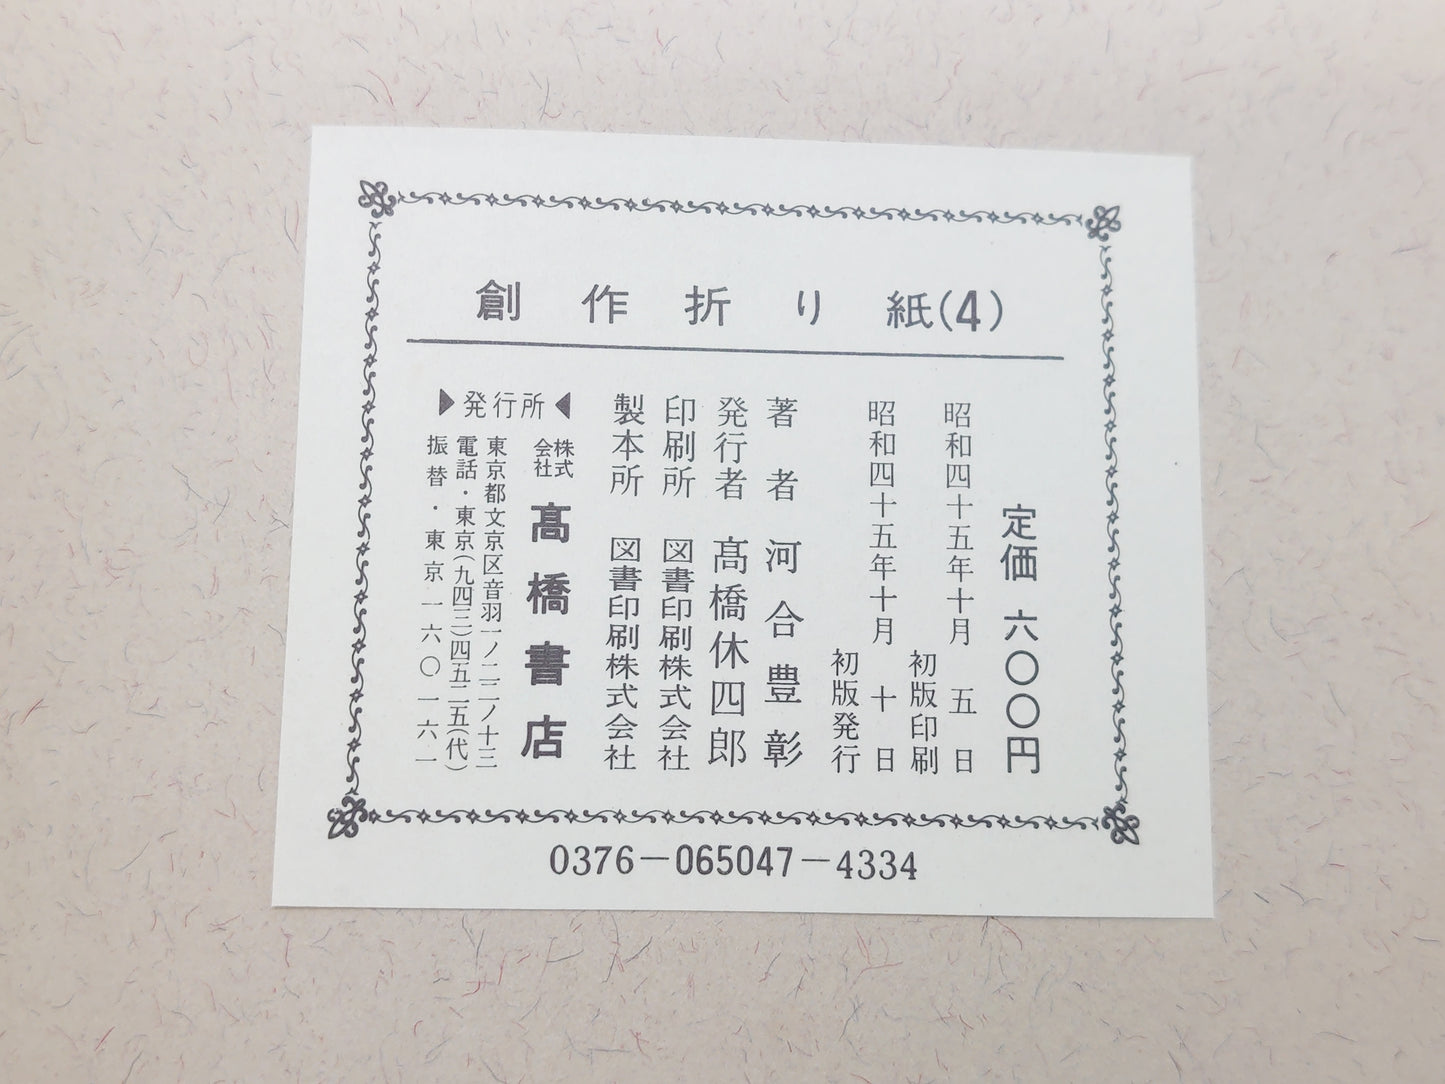 創作折り紙(4)
定価 六〇〇円
昭和四十五年十月 五日
初版印刷
昭和四十五年十月 十日
初版発行
著者 河合豊彰
発行者 髙橋休四郎
印刷所 図書印刷株式会社
製本所 図書印刷株式会社
▶発行所◀
株式会社 髙橋書店
東京都文京区音羽一ノ二二ノ十三
電話・東京(九四三)四五二五(代)
振替・東京一六〇一六一
0376-065047-4334